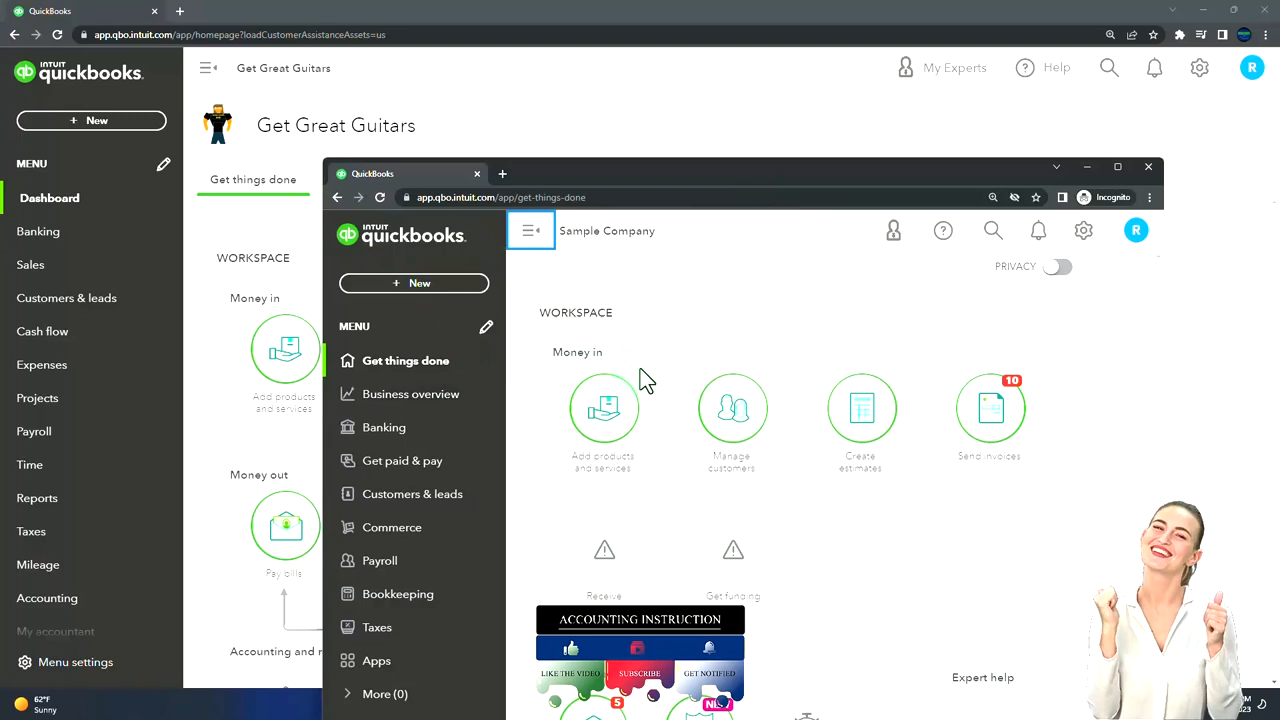 QuickBooks
app.qbo.intuit.com/app/homepage?loadCustomerAssistanceAssets=us
INTUIT
quickbooks.
Get Great Guitars
My Experts
Help
R
+ New
Get Great Guitars
MENU
Get things done
Dashboard
Banking
Sales
Customers & leads
Cash flow
Expenses
Projects
Payroll
Time
Reports
Taxes
Mileage
Accounting
My accountant
Menu settings
62°F
Sunny
WORKSPACE
Money in
Add products
and services
Money out
Pay bills
Accounting and r
QuickBooks
app.qbo.intuit.com/app/get-things-done
Incognito
INTUIT
quickbooks.
Sample Company
R
+ New
PRIVACY
MENU
Get things done
Business overview
Banking
Get paid & pay
Customers & leads
Commerce
Payroll
Bookkeeping
Taxes
Apps
More (0)
WORKSPACE
Money in
10
Add products
and services
Manage
customers
Create
estimates
Send invoices
Receive
Get funding
ACCOUNTING INSTRUCTION
LIKE THE VIDEO
SUBSCRIBE
GET NOTIFIED
5
Expert help